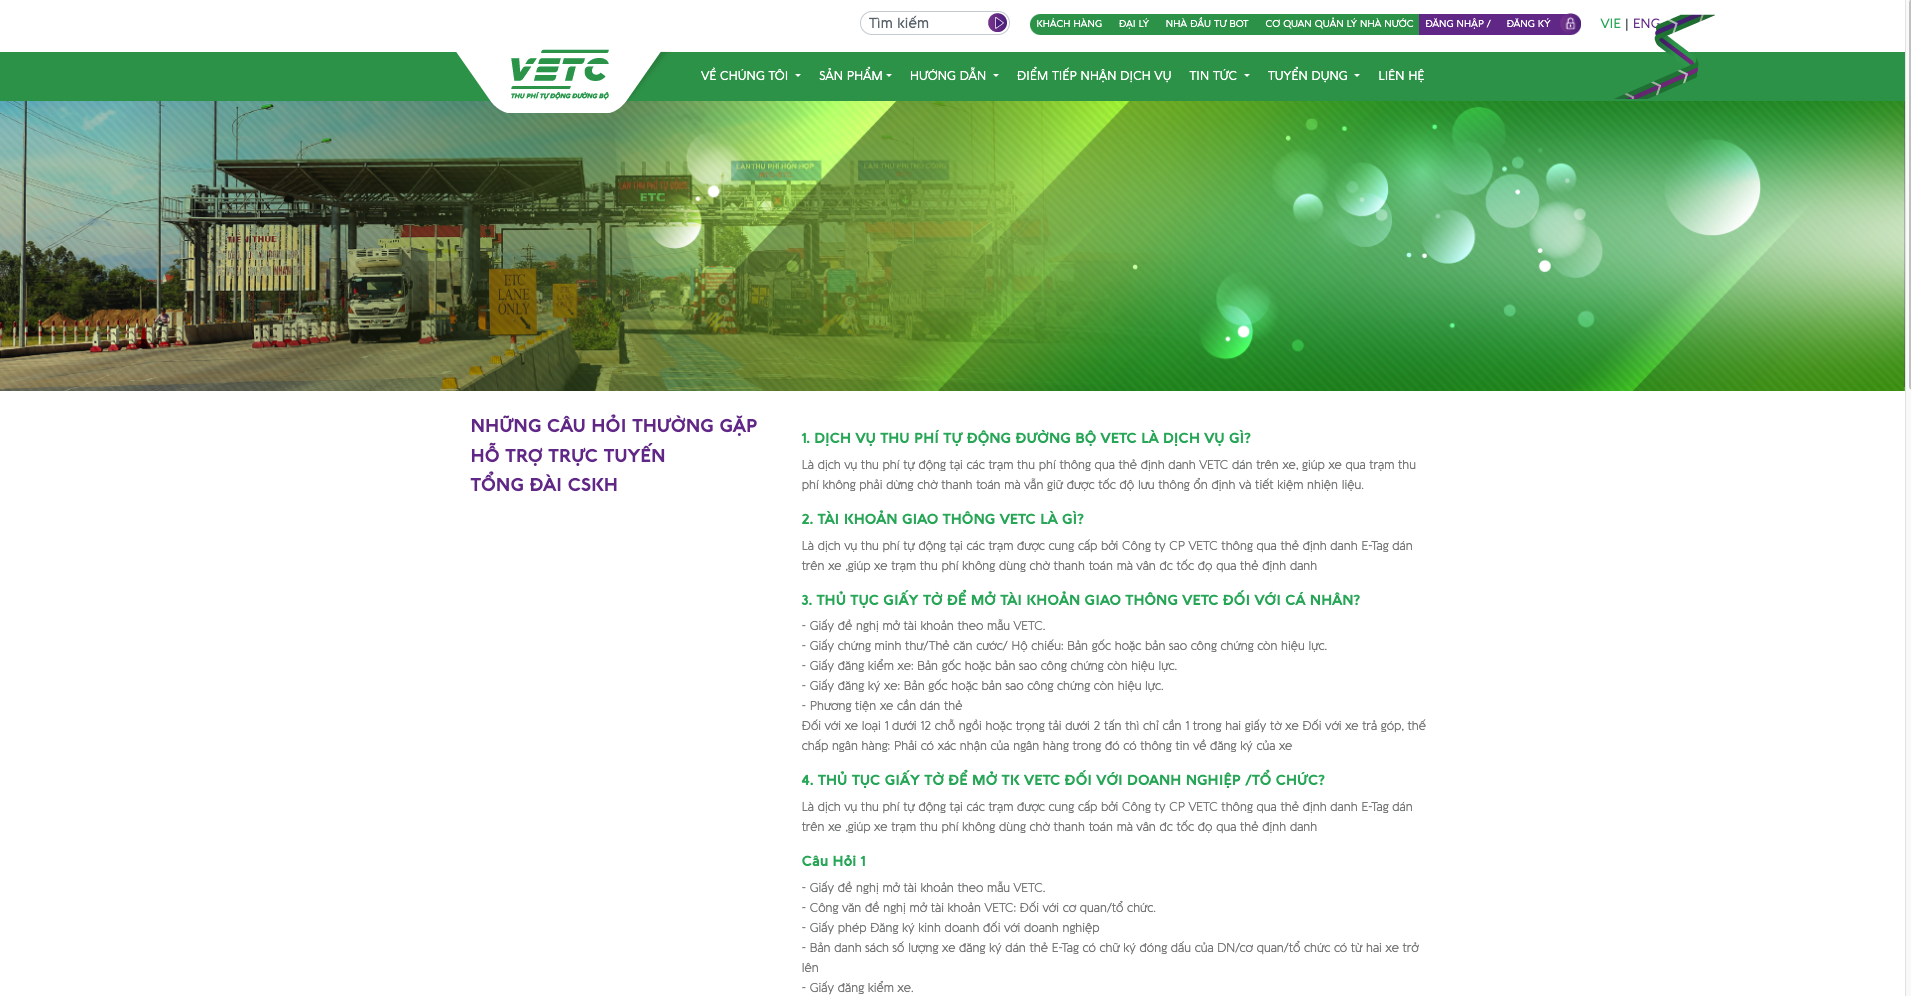 Tìm kiếm
KHÁCH HÀNG ĐẠI LÝ NHÀ ĐẦU TƯ BOT CƠ QUAN QUẢN LÝ NHÀ NƯỚC ĐĂNG NHẬP / ĐĂNG KÝ
VIE | ENG
VETC
THU PHÍ TỰ ĐỘNG ĐƯỜNG BỘ
VỀ CHÚNG TÔI SẢN PHẨM HƯỚNG DẪN ĐIỂM TIẾP NHẬN DỊCH VỤ TIN TỨC TUYỂN DỤNG LIÊN HỆ
LÀN THU PHÍ HỖN HỢP
LÀN THU PHÍ TỰ ĐỘNG
ETC
ETC
LANE
ONLY
NHỮNG CÂU HỎI THƯỜNG GẶP
HỖ TRỢ TRỰC TUYẾN
TỔNG ĐÀI CSKH
1. DỊCH VỤ THU PHÍ TỰ ĐỘNG ĐƯỜNG BỘ VETC LÀ DỊCH VỤ GÌ?
Là dịch vụ thu phí tự động tại các trạm thu phí thông qua thẻ định danh VETC dán trên xe, giúp xe qua trạm thu
phí không phải dừng chờ thanh toán mà vẫn giữ được tốc độ lưu thông ổn định và tiết kiệm nhiện liệu.
2. TÀI KHOẢN GIAO THÔNG VETC LÀ GÌ?
Là dịch vụ thu phí tự động tại các trạm được cung cấp bởi Công ty CP VETC thông qua thẻ định danh E-Tag dán
trên xe ,giúp xe trạm thu phí không dùng chờ thanh toán mà vân đc tốc đọ qua thẻ định danh
3. THỦ TỤC GIẤY TỜ ĐỂ MỞ TÀI KHOẢN GIAO THÔNG VETC ĐỐI VỚI CÁ NHÂN?
- Giấy đề nghị mở tài khoản theo mẫu VETC.
- Giấy chứng minh thư/Thẻ căn cước/ Hộ chiếu: Bản gốc hoặc bản sao công chứng còn hiệu lực.
- Giấy đăng kiểm xe: Bản gốc hoặc bản sao công chứng còn hiệu lực.
- Giấy đăng ký xe: Bản gốc hoặc bản sao công chứng còn hiệu lực.
- Phương tiện xe cần dán thẻ
Đối với xe loại 1 dưới 12 chỗ ngồi hoặc trọng tải dưới 2 tấn thì chỉ cần 1 trong hai giấy tờ xe Đối với xe trả góp, thế
chấp ngân hàng: Phải có xác nhận của ngân hàng trong đó có thông tin về đăng ký của xe
4. THỦ TỤC GIẤY TỜ ĐỂ MỞ TK VETC ĐỐI VỚI DOANH NGHIỆP /TỔ CHỨC?
Là dịch vụ thu phí tự động tại các trạm được cung cấp bởi Công ty CP VETC thông qua thẻ định danh E-Tag dán
trên xe ,giúp xe trạm thu phí không dùng chờ thanh toán mà vân đc tốc đọ qua thẻ định danh
Câu Hỏi 1
- Giấy đề nghị mở tài khoản theo mẫu VETC.
- Công văn đề nghị mở tài khoản VETC: Đối với cơ quan/tổ chức.
- Giấy phép Đăng ký kinh doanh đối với doanh nghiệp
- Bản danh sách số lượng xe đăng ký dán thẻ E-Tag có chữ ký đóng dấu của DN/cơ quan/tổ chức có từ hai xe trở
lên
- Giấy đăng kiểm xe.